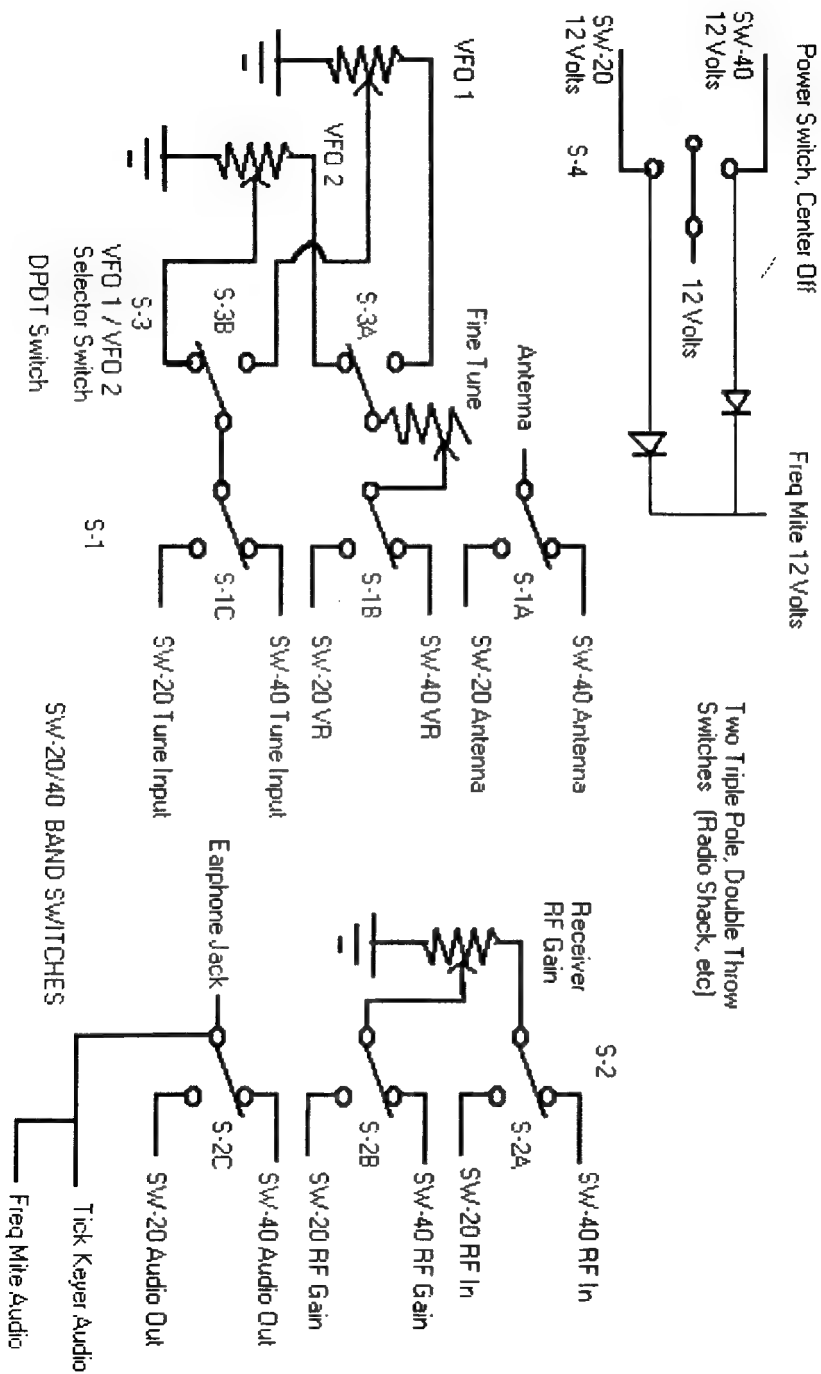 Power Switch, Center Off
SW-40
12 Volts
SW-20
12 Volts
S-4
12 Volts
Freq Mite 12 Volts
Two Triple Pole, Double Throw
Switches (Radio Shack, etc)
VFO 1
VFO 2
Fine Tune
Antenna
S-3A
S-3B
S-3
VFO 1 / VFO 2
Selector Switch
DPDT Switch
S-1
S-1A
S-1B
S-1C
SW-40 Antenna
SW-20 Antenna
SW-40 VR
SW-20 VR
SW-40 Tune Input
SW-20 Tune Input
Receiver
RF Gain
S-2
S-2A
S-2B
S-2C
SW-40 RF In
SW-20 RF In
SW-40 RF Gain
SW-20 RF Gain
Earphone Jack
SW-40 Audio Out
SW-20 Audio Out
Tick Keyer Audio
Freq Mite Audio
SW-20/40 BAND SWITCHES